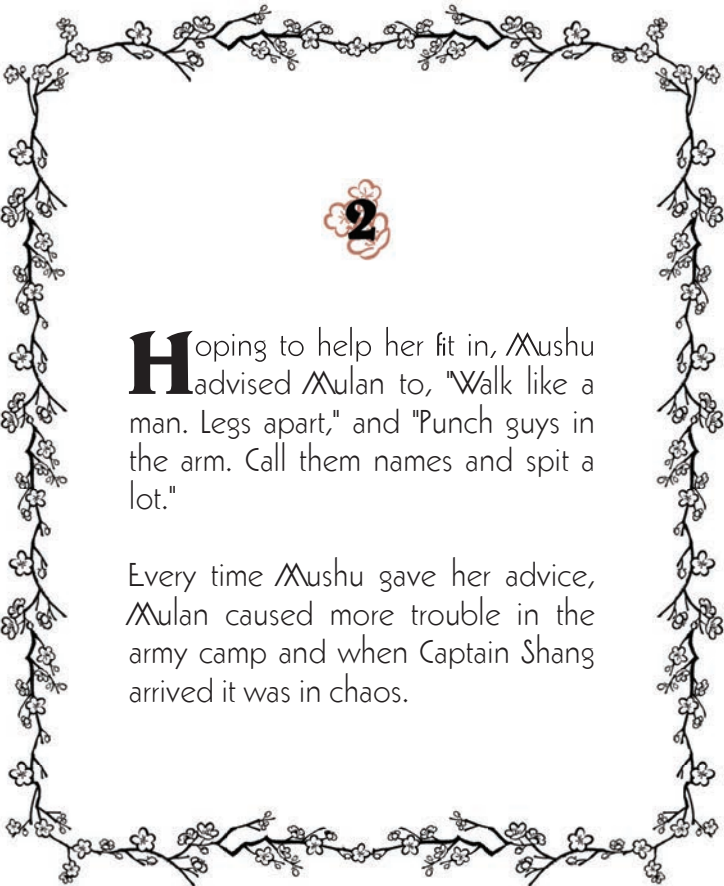 2
Hoping to help her fit in, Mushu
advised Mulan to, "Walk like a
man. Legs apart," and "Punch guys in
the arm. Call them names and spit a
lot."
Every time Mushu gave her advice,
Mulan caused more trouble in the
army camp and when Captain Shang
arrived it was in chaos.